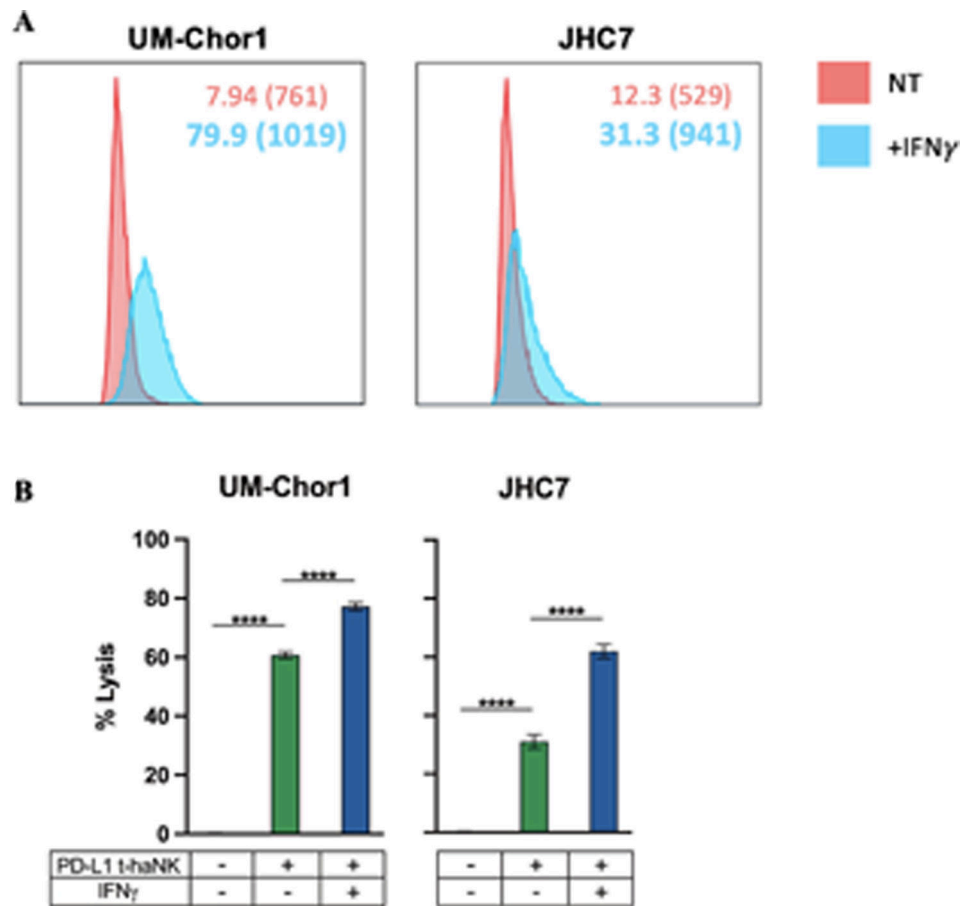 A
UM-Chor1
JHC7
7.94 (761)
79.9 (1019)
12.3 (529)
31.3 (941)
NT
+IFNγ
B
UM-Chor1
JHC7
% Lysis
100
80
60
40
20
0
****
****
****
****
PD-L1 t-haNK - + +
IFNγ - - +
- + +
- - +